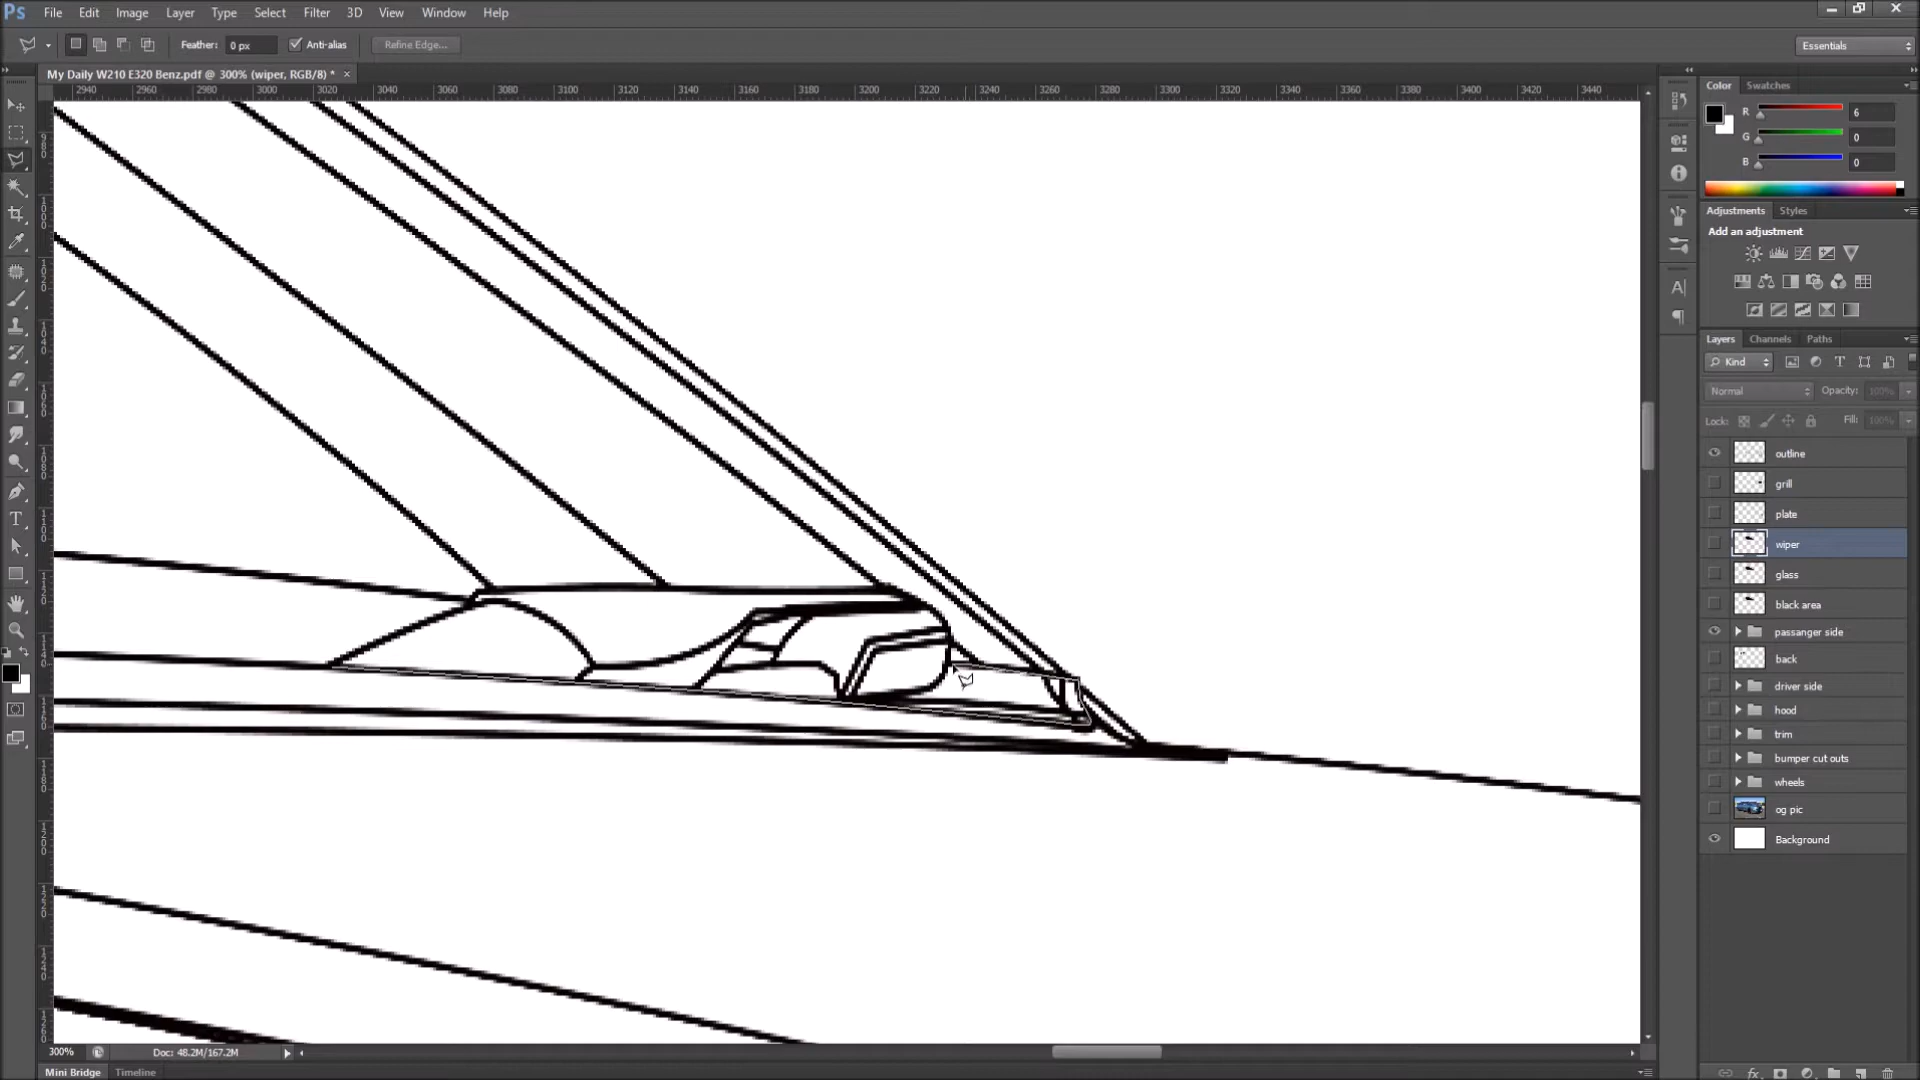 Ps File Edit Image Layer Type Select Filter 3D View Window Help
Feather: 0 px Anti-alias Refine Edge... Essentials
My Daily W210 E320 Benz.pdf @ 300% (wiper, RGB/8) * ×
2940 2960 2980 3000 3020 3040 3060 3080 3100 3120 3140 3160 3180 3200 3220 3240 3260 3280 3300 3320 3340 3360 3380 3400 3420 3440
Color Swatches
R 6
G 0
B 0
Adjustments Styles
Add an adjustment
Layers Channels Paths
Kind
Normal Opacity: 100%
Lock: Fill: 100%
outline
grill
plate
wiper
glass
black area
passanger side
back
driver side
hood
trim
bumper cut outs
wheels
og pic
Background
300% Doc: 48.2M/167.2M
Mini Bridge Timeline